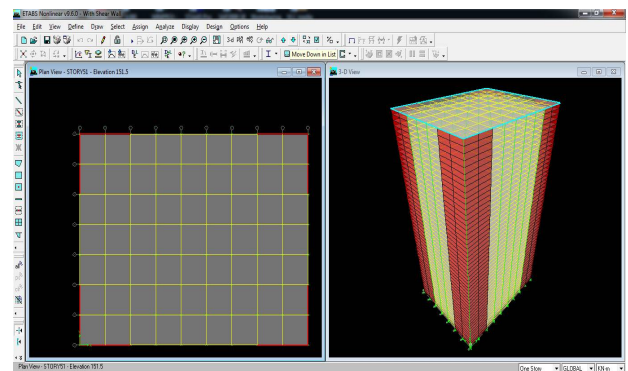 ETABS Nonlinear v9.6.0 - With Shear Wall
File Edit View Define Draw Select Assign Analyze Display Design Options Help
3d
Move Down in List
Plan View - STORY51 - Elevation 151.5
3-D View
Plan View - STORY51 - Elevation 151.5
One Story
GLOBAL
KN-m